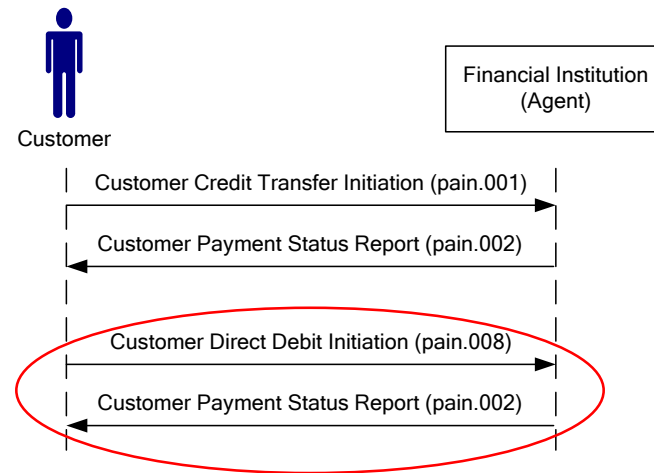 Financial Institution
(Agent)
Customer
Customer Credit Transfer Initiation (pain.001)
Customer Payment Status Report (pain.002)
Customer Direct Debit Initiation (pain.008)
Customer Payment Status Report (pain.002)